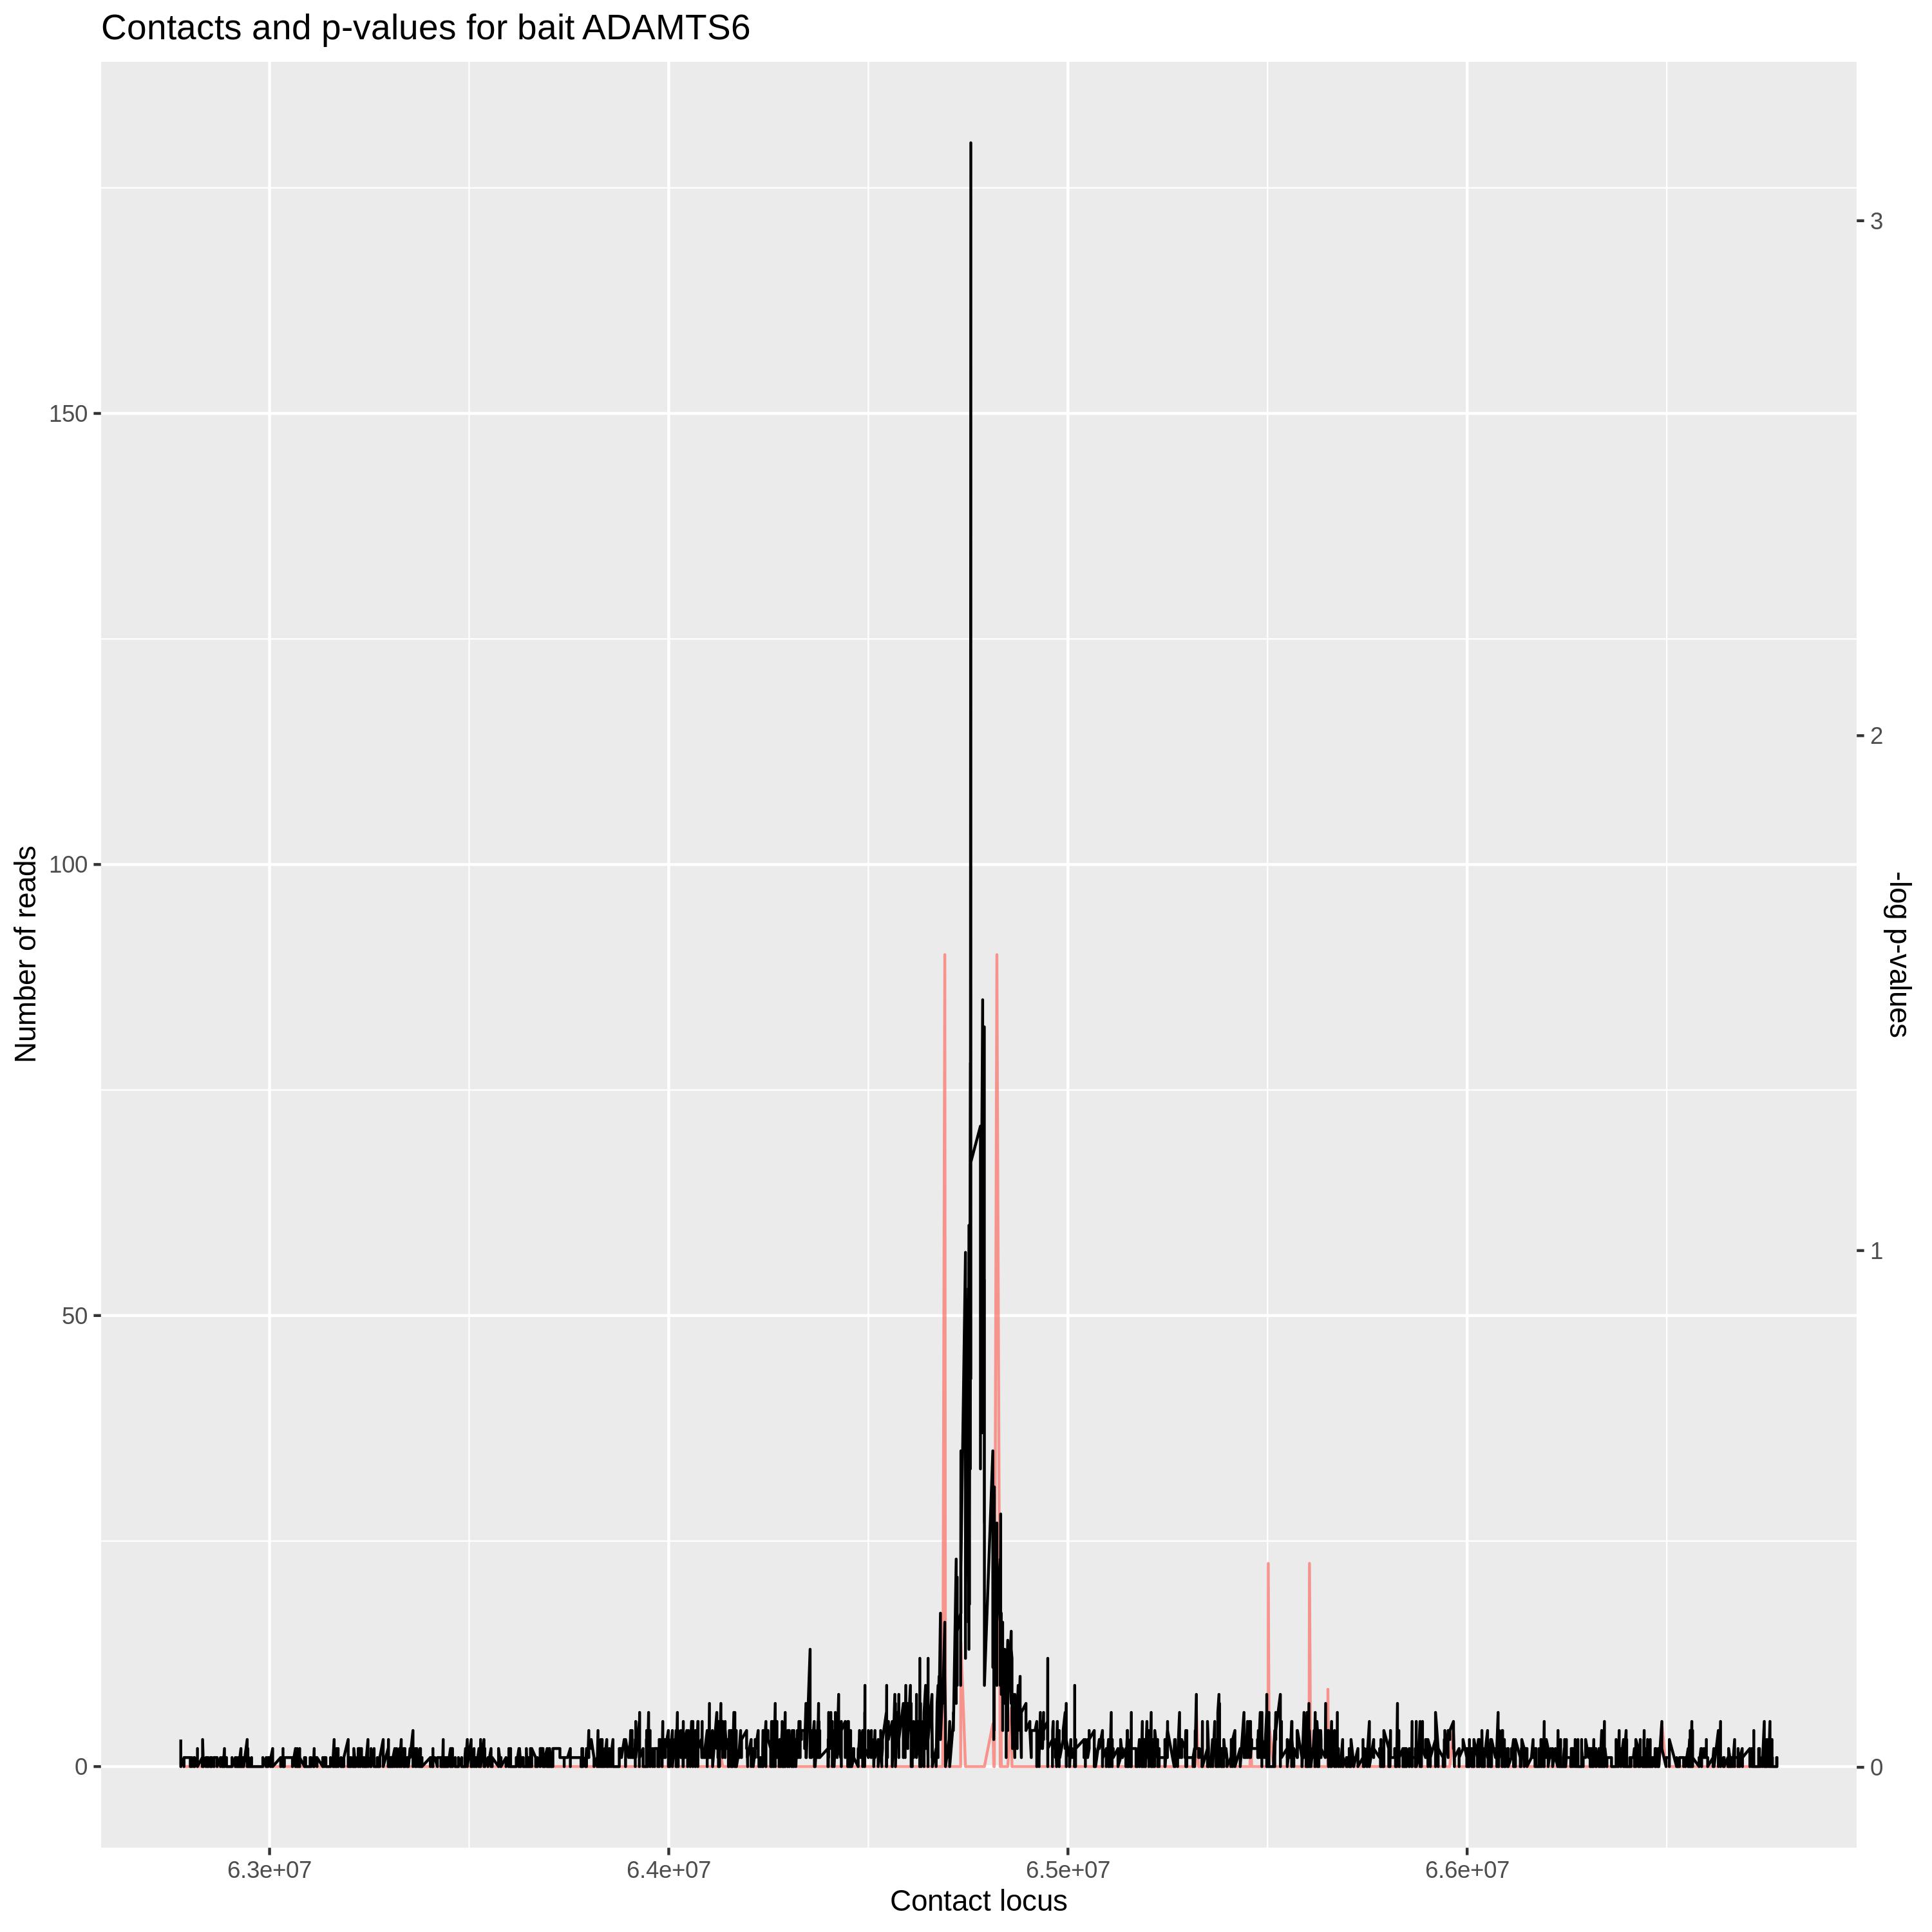 Contacts and p-values for bait ADAMTS6
Number of reads
150
100
50
0
3
2
1
0
-log p-values
6.3e+07
6.4e+07
6.5e+07
6.6e+07
Contact locus